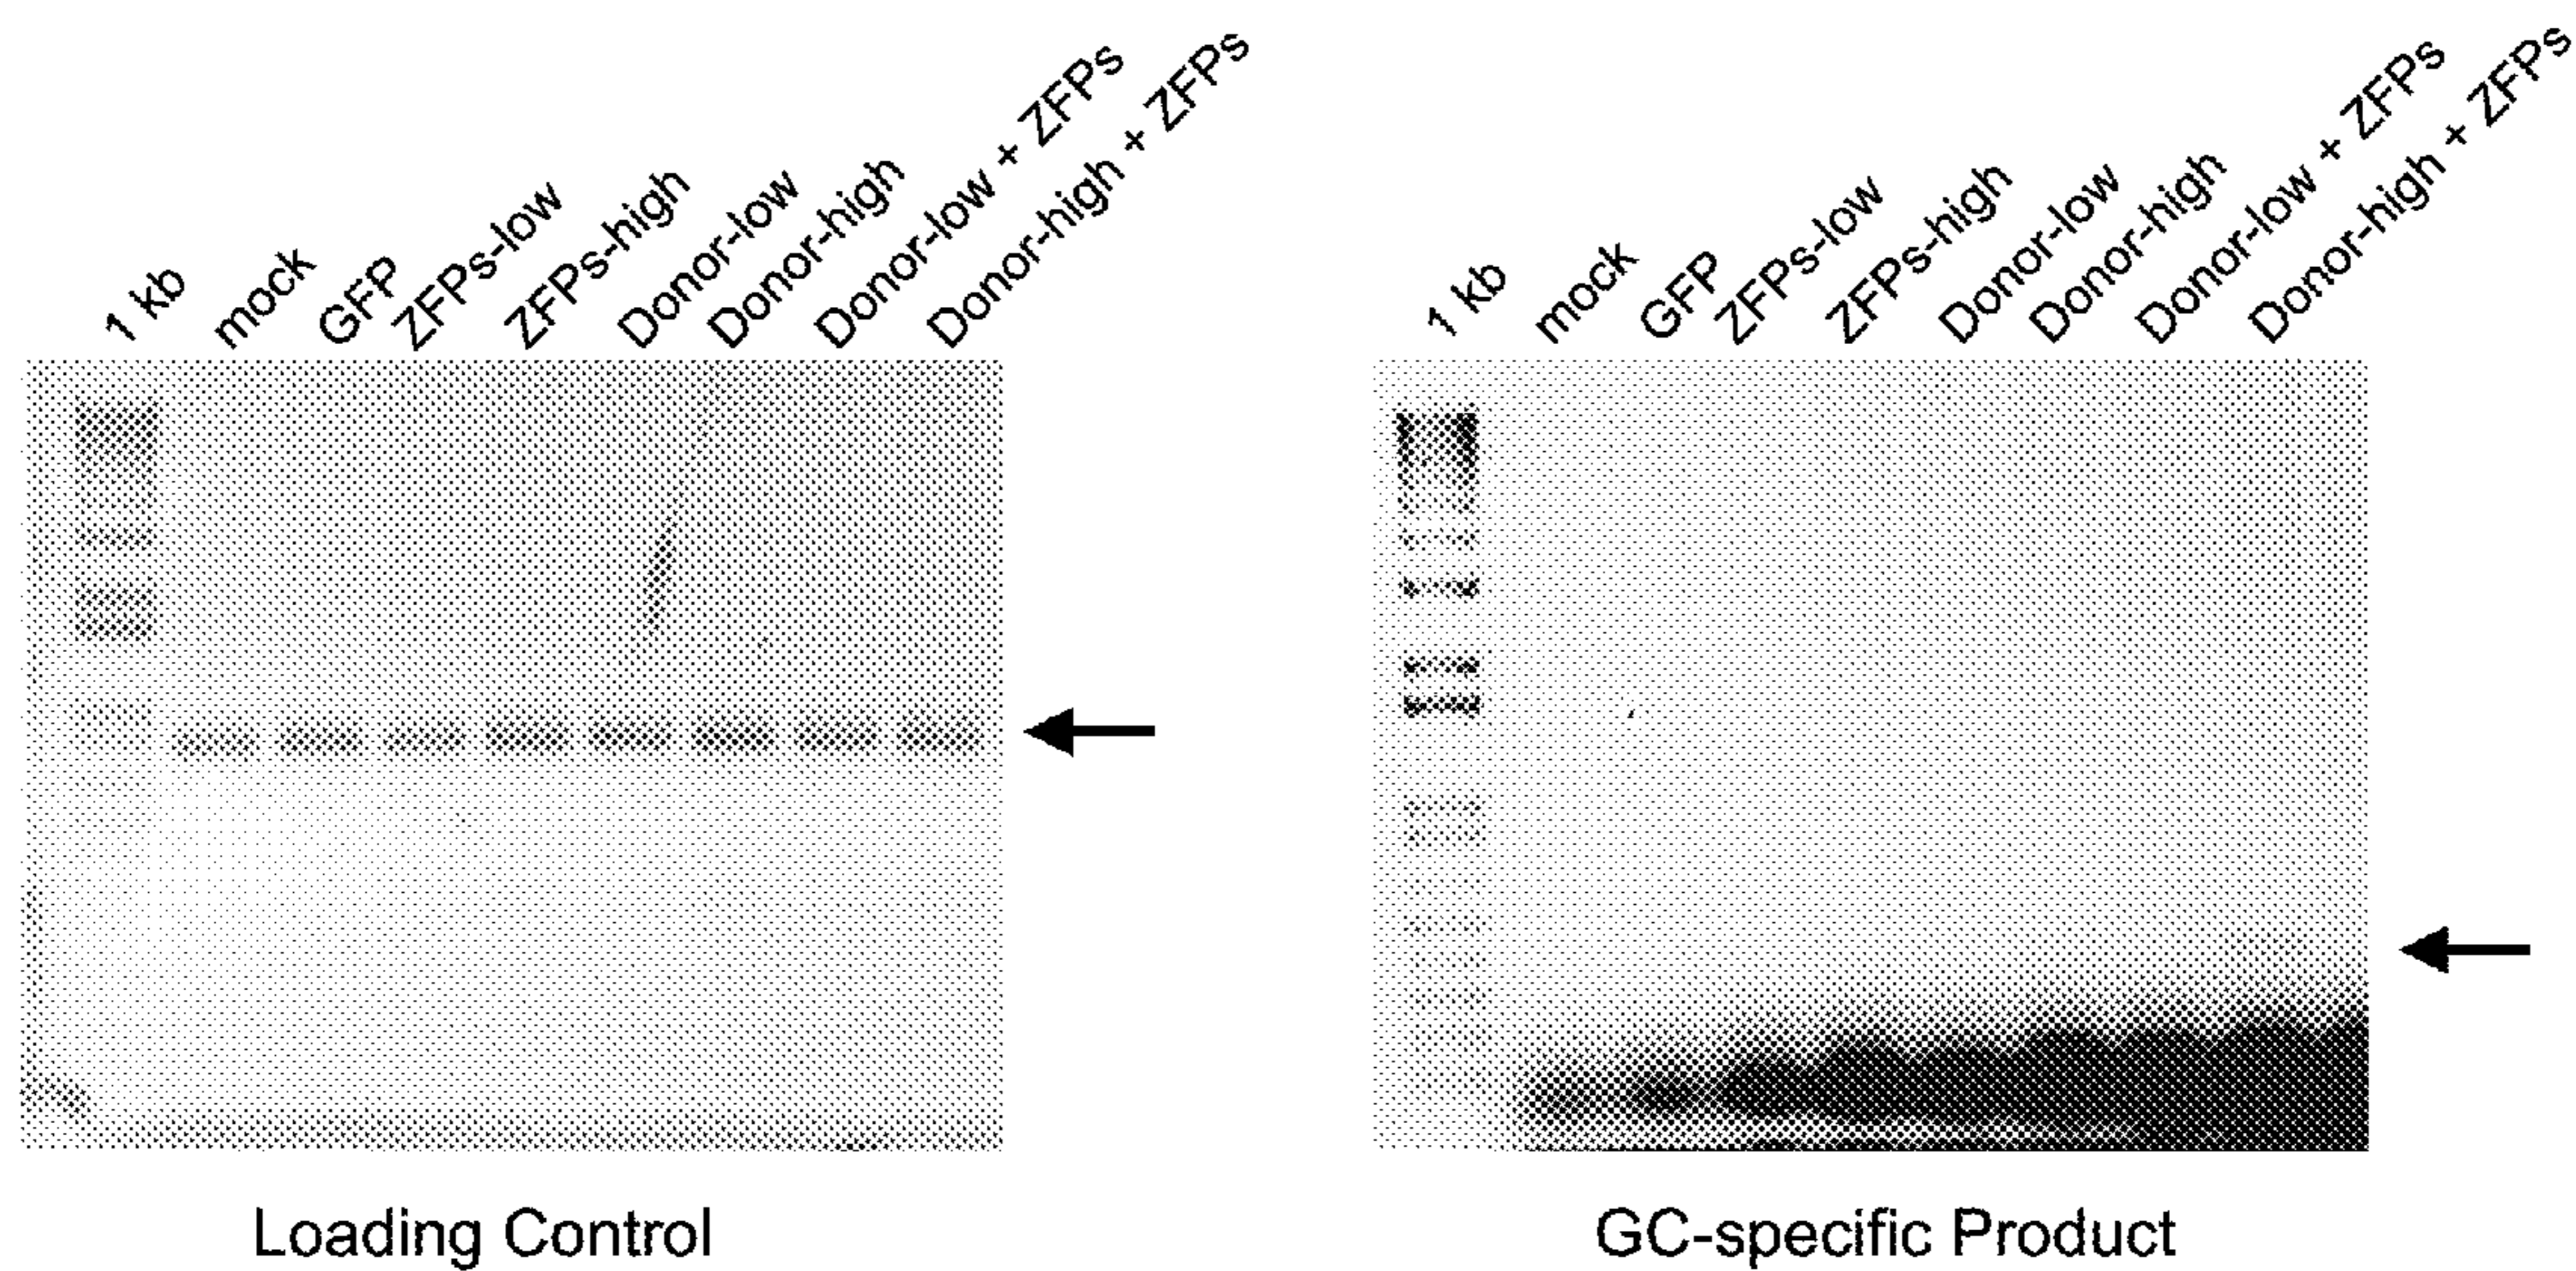 1 kb
mock
GFP
ZFPs-low
ZFPs-high
Donor-low
Donor-high
Donor-low + ZFPs
Donor-high + ZFPs
1 kb
mock
GFP
ZFPs-low
ZFPs-high
Donor-low
Donor-high
Donor-low + ZFPs
Donor-high + ZFPs
Loading Control
GC-specific Product